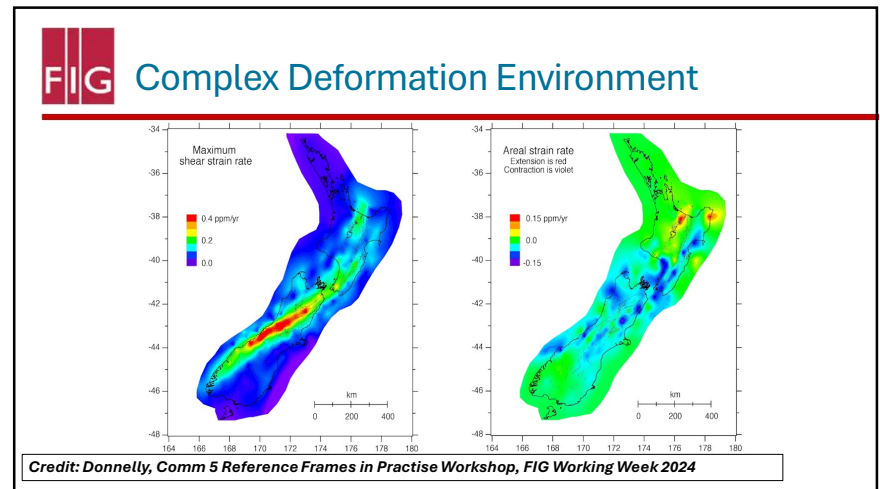 FIG Complex Deformation Environment
Maximum
shear strain rate
0.4 ppm/yr
0.2
0.0
-34
-36
-38
-40
-42
-44
-46
-48
km
0 200 400
164 166 168 170 172 174 176 178 180
Areal strain rate
Extension is red
Contraction is violet
0.15 ppm/yr
0.0
-0.15
-34
-36
-38
-40
-42
-44
-46
-48
km
0 200 400
164 166 168 170 172 174 176 178 180
Credit: Donnelly, Comm 5 Reference Frames in Practise Workshop, FIG Working Week 2024